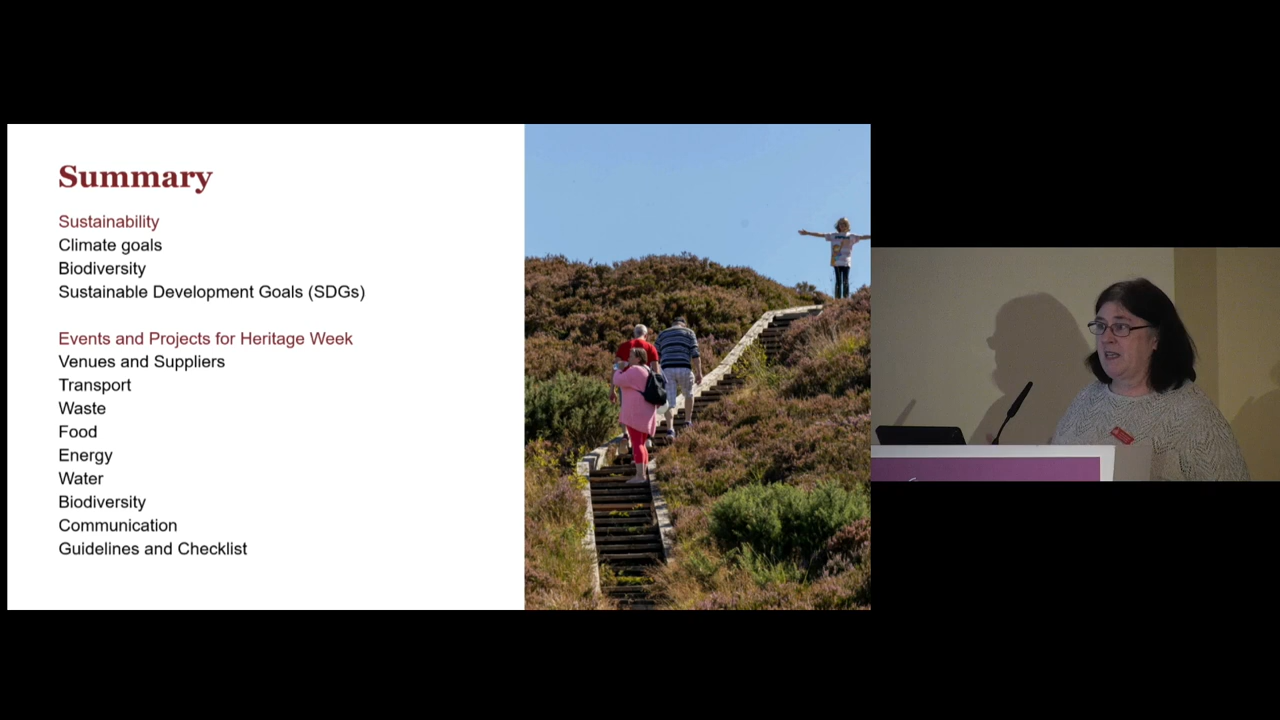 Summary
Sustainability
Climate goals
Biodiversity
Sustainable Development Goals (SDGs)
Events and Projects for Heritage Week
Venues and Suppliers
Transport
Waste
Food
Energy
Water
Biodiversity
Communication
Guidelines and Checklist